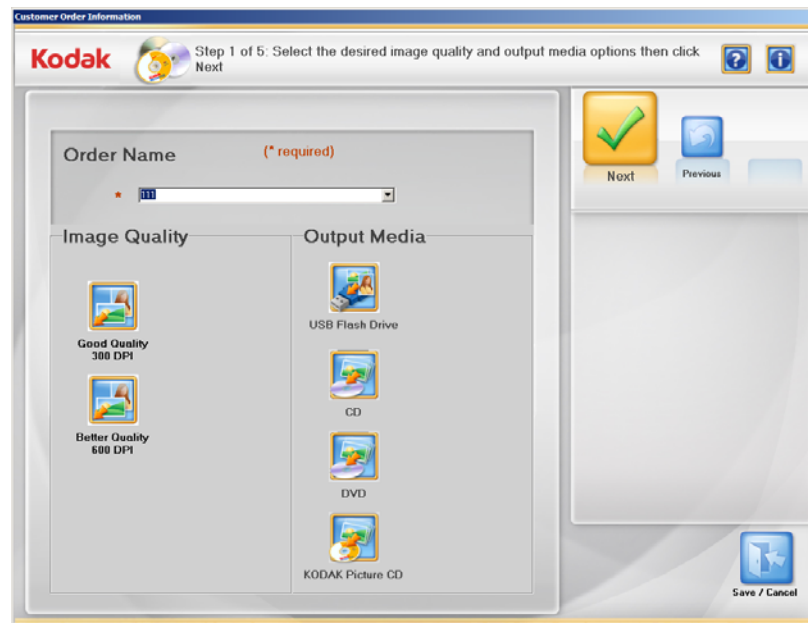 Customer Order Information
Kodak
Step 1 of 5: Select the desired image quality and output media options then click
Next
Order Name
(* required)
*
111
Next
Previous
Image Quality
Output Media
Good Quality
300 DPI
Better Quality
600 DPI
USB Flash Drive
CD
DVD
KODAK Picture CD
Save / Cancel